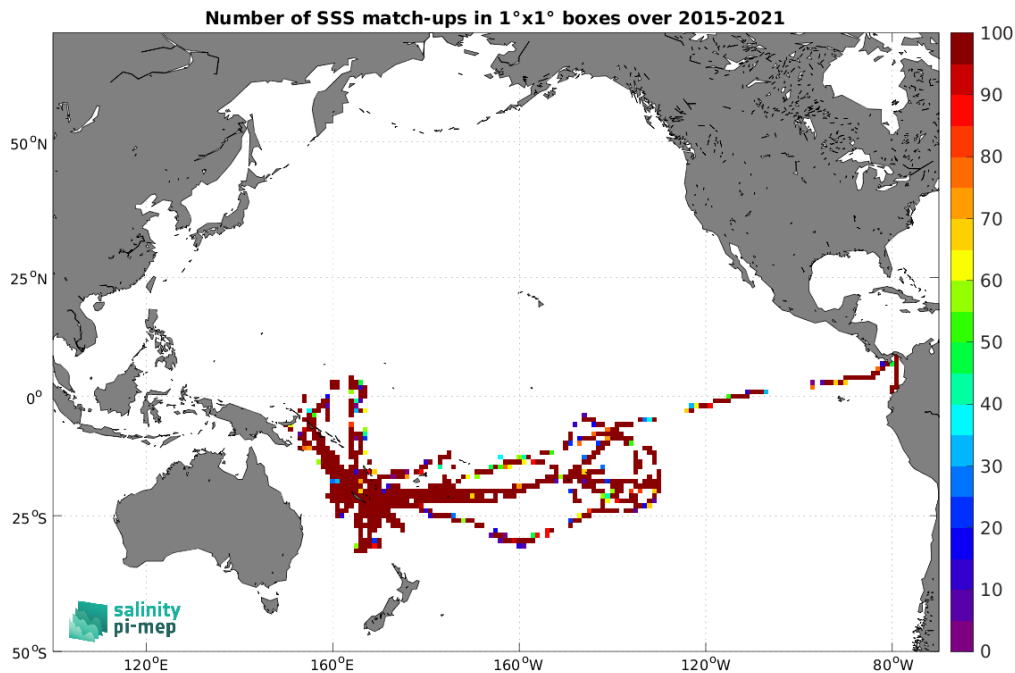 Number of SSS match-ups in 1°x1° boxes over 2015-2021
100
90
80
70
60
50
40
30
20
10
0
50°N
25°N
0°
25°S
50°S
120°E
160°E
160°W
120°W
80°W
salinity
pi-mep